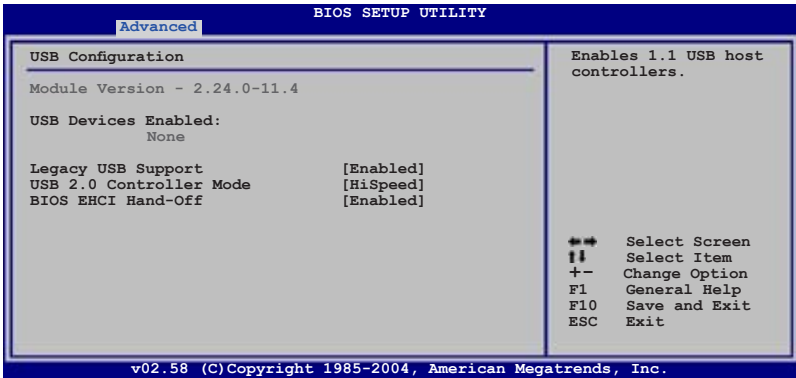 BIOS SETUP UTILITY
Advanced
USB Configuration
Module Version - 2.24.0-11.4
USB Devices Enabled:
None
Legacy USB Support [Enabled]
USB 2.0 Controller Mode [HiSpeed]
BIOS EHCI Hand-Off [Enabled]
Enables 1.1 USB host
controllers.
Select Screen
Select Item
+- Change Option
F1 General Help
F10 Save and Exit
ESC Exit
v02.58 (C)Copyright 1985-2004, American Megatrends, Inc.